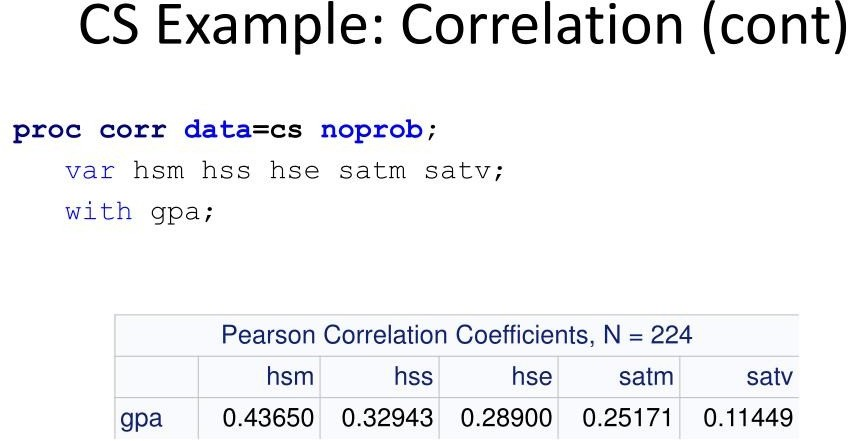 CS Example: Correlation (cont)
proc corr data=cs noprob;
var hsm hss hse satm satv;
with gpa;
Pearson Correlation Coefficients, N = 224
hsm hss hse satm satv
gpa 0.43650 0.32943 0.28900 0.25171 0.11449